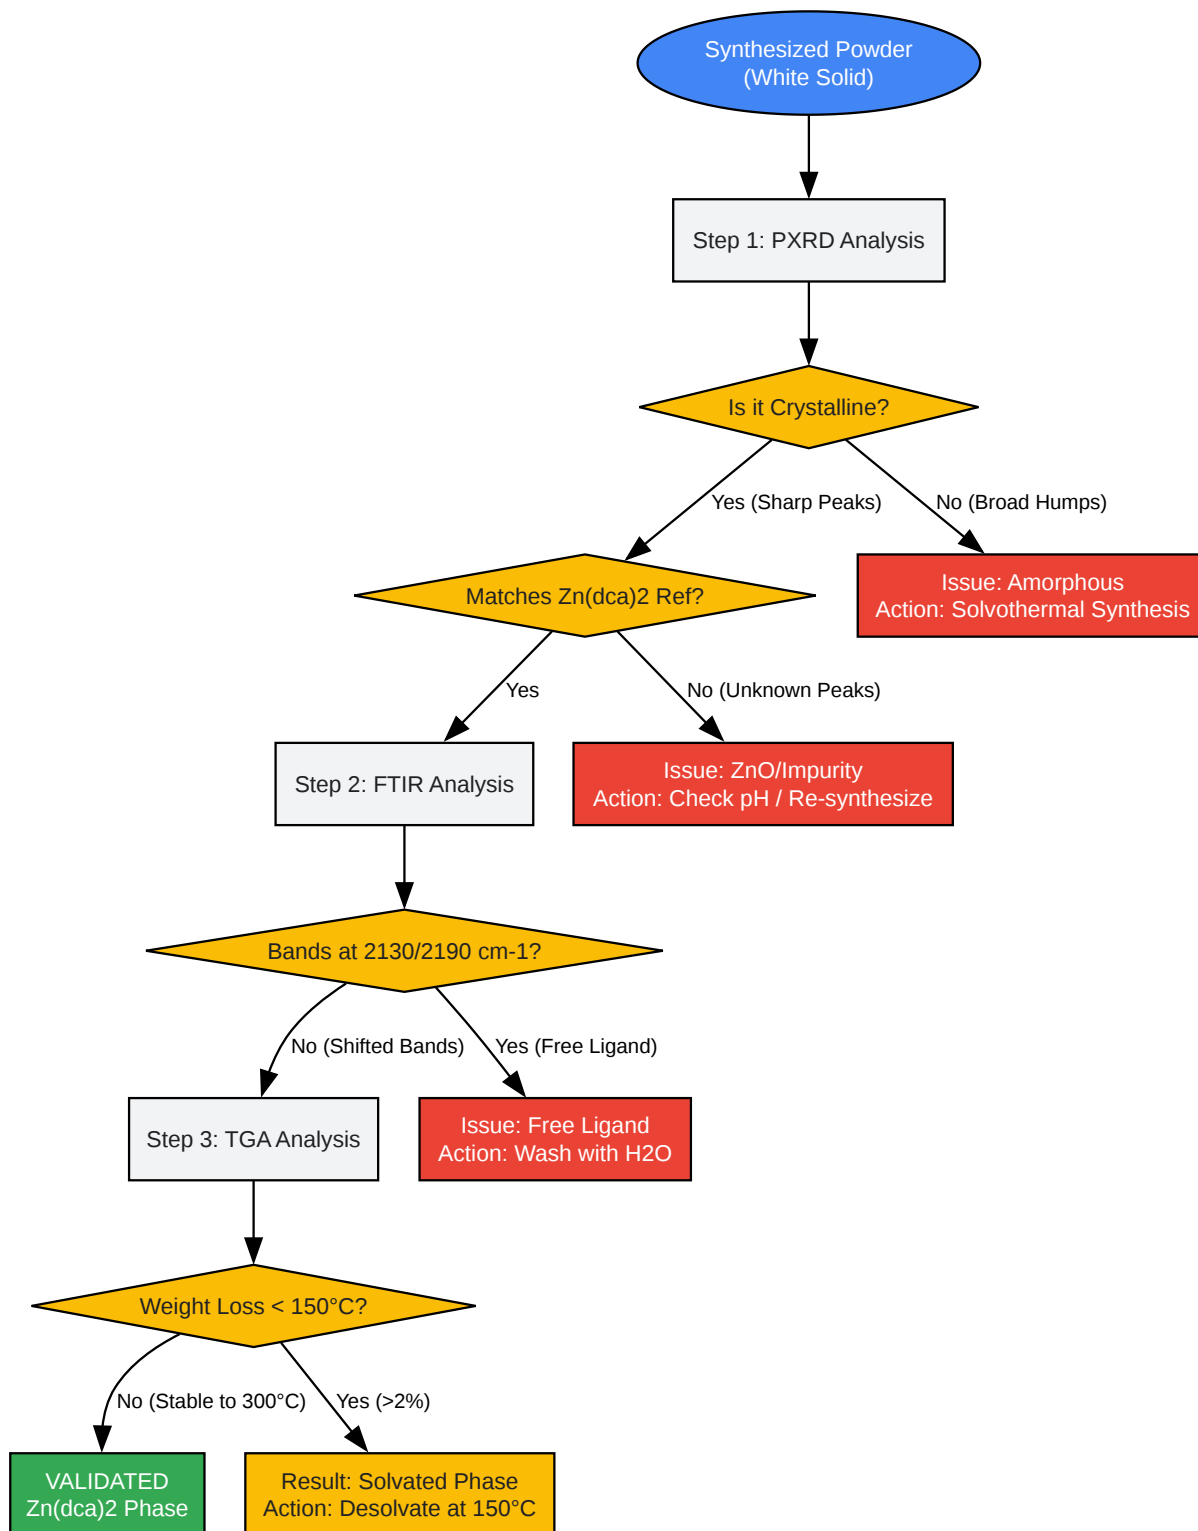 Synthesized Powder
(White Solid)
Step 1: PXRD Analysis
Is it Crystalline?
Yes (Sharp Peaks)
No (Broad Humps)
Matches Zn(dca)2 Ref?
Issue: Amorphous
Action: Solvothermal Synthesis
Yes
No (Unknown Peaks)
Step 2: FTIR Analysis
Issue: ZnO/Impurity
Action: Check pH / Re-synthesize
Bands at 2130/2190 cm-1?
No (Shifted Bands)
Yes (Free Ligand)
Step 3: TGA Analysis
Issue: Free Ligand
Action: Wash with H2O
Weight Loss < 150°C?
No (Stable to 300°C)
Yes (>2%)
VALIDATED
Zn(dca)2 Phase
Result: Solvated Phase
Action: Desolvate at 150°C